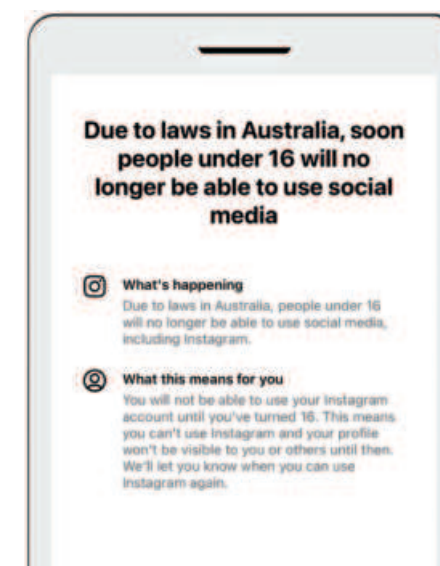 Due to laws in Australia, soon
people under 16 will no
longer be able to use social
media
What's happening
Due to laws in Australia, people under 16
will no longer be able to use social media,
including Instagram.
What this means for you
You will not be able to use your Instagram
account until you've turned 16. This means
you can't use Instagram and your profile
won't be visible to you or others until then.
We'll let you know when you can use
Instagram again.